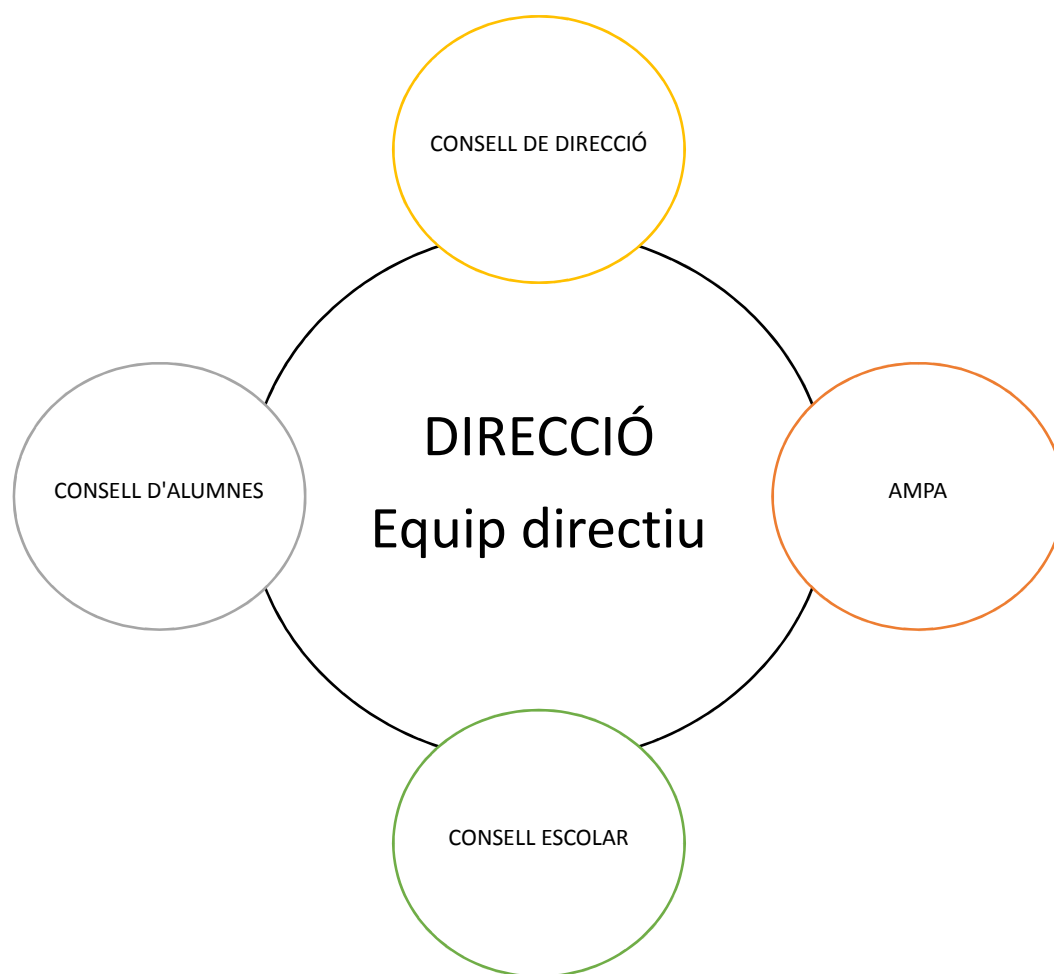 CONSELL DE DIRECCIÓ
DIRECCIÓ
Equip directiu
CONSELL D'ALUMNES
AMPA
CONSELL ESCOLAR